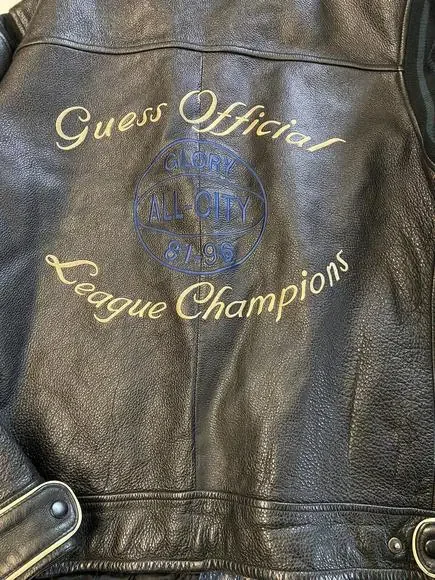 Guess Official
GLORY
ALL-CITY
87-96
League Champions